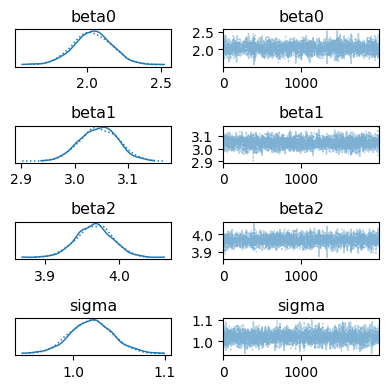 beta0 beta0
2.5
2.0
2.0 2.5 0 1000
beta1 beta1
3.1
3.0
2.9
2.9 3.0 3.1 0 1000
beta2 beta2
4.0
3.9
3.9 4.0 0 1000
sigma sigma
1.1
1.0
1.0 1.1 0 1000